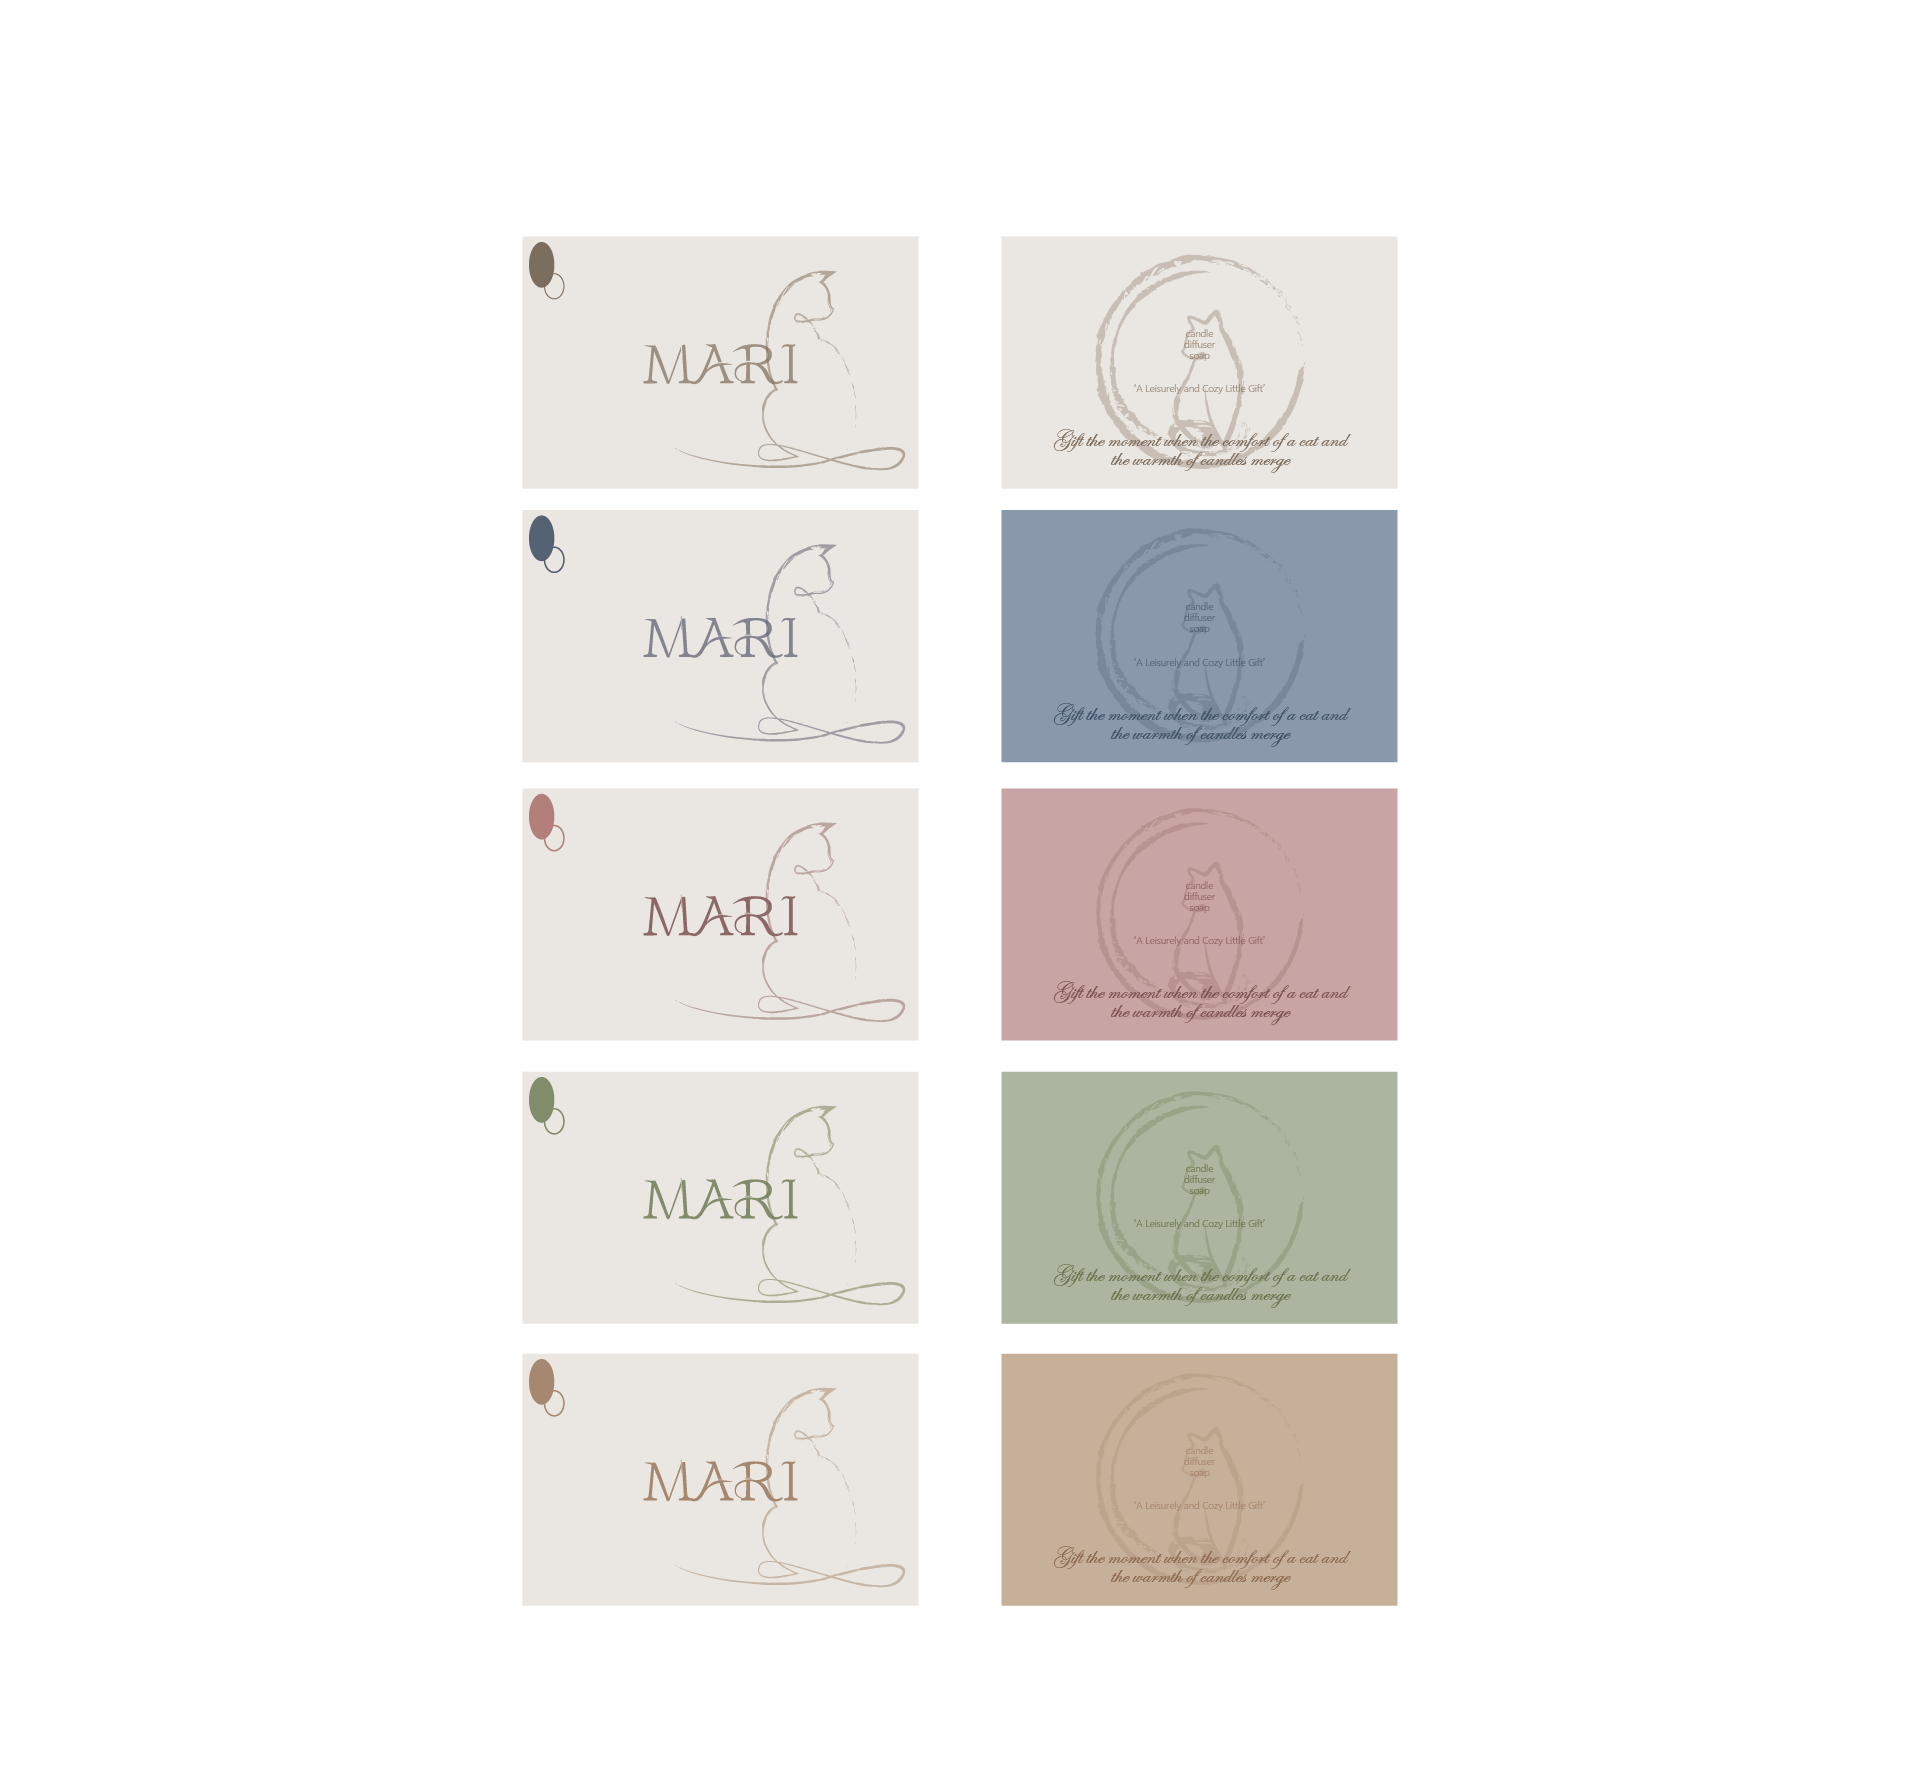 MARI
candle
diffuser
soap
"A Leisurely and Cozy Little Gift"
Gift the moment when the comfort of a cat and
the warmth of candles merge
MARI
candle
diffuser
soap
"A Leisurely and Cozy Little Gift"
Gift the moment when the comfort of a cat and
the warmth of candles merge
MARI
candle
diffuser
soap
"A Leisurely and Cozy Little Gift"
Gift the moment when the comfort of a cat and
the warmth of candles merge
MARI
candle
diffuser
soap
"A Leisurely and Cozy Little Gift"
Gift the moment when the comfort of a cat and
the warmth of candles merge
MARI
candle
diffuser
soap
"A Leisurely and Cozy Little Gift"
Gift the moment when the comfort of a cat and
the warmth of candles merge